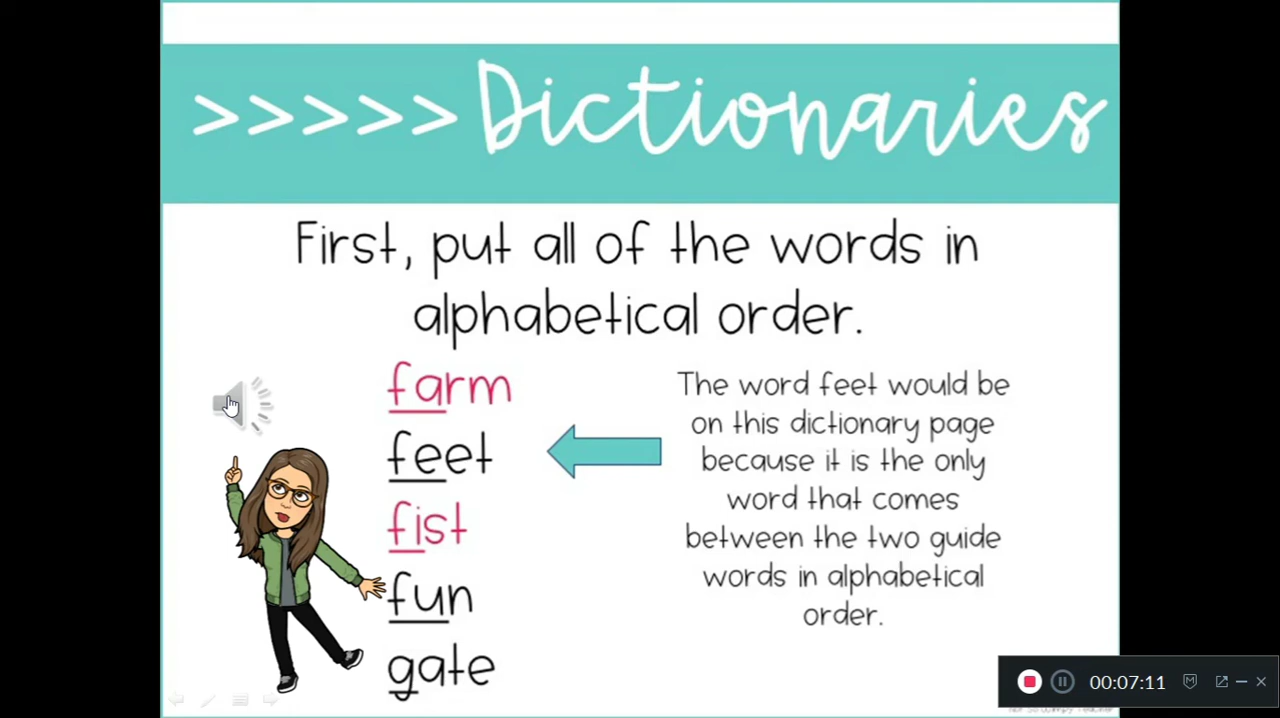 >>>>> Dictionaries
First, put all of the words in
alphabetical order.
farm
feet
fist
fun
gate
The word feet would be
on this dictionary page
because it is the only
word that comes
between the two guide
words in alphabetical
order.
00:07:11